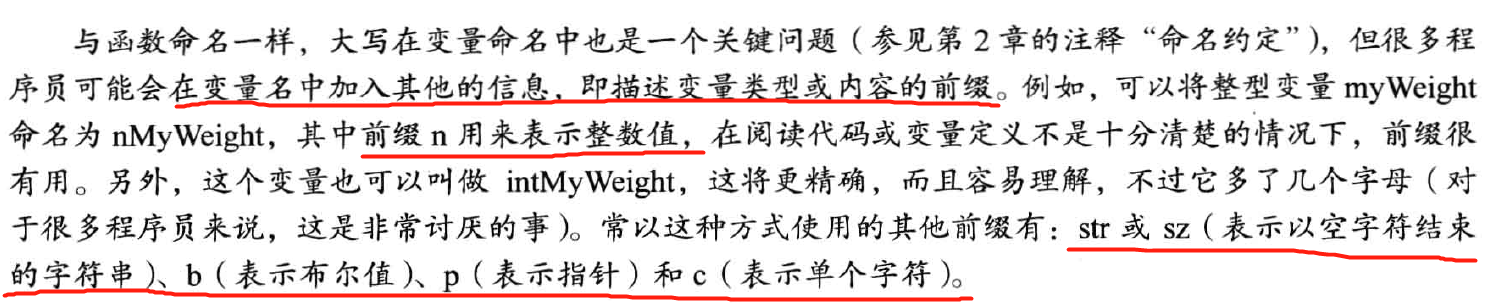 与函数命名一样，大写在变量命名中也是一个关键问题（参见第 2 章的注释“命名约定”），但很多程
序员可能会在变量名中加入其他的信息，即描述变量类型或内容的前缀。例如，可以将整型变量 myWeight
命名为 nMyWeight，其中前缀 n 用来表示整数值，在阅读代码或变量定义不是十分清楚的情况下，前缀很
有用。另外，这个变量也可以叫做 intMyWeight，这将更精确，而且容易理解，不过它多了几个字母（对
于很多程序员来说，这是非常讨厌的事）。常以这种方式使用的其他前缀有：str 或 sz（表示以空字符结束
的字符串）、b（表示布尔值）、p（表示指针）和 c（表示单个字符）。